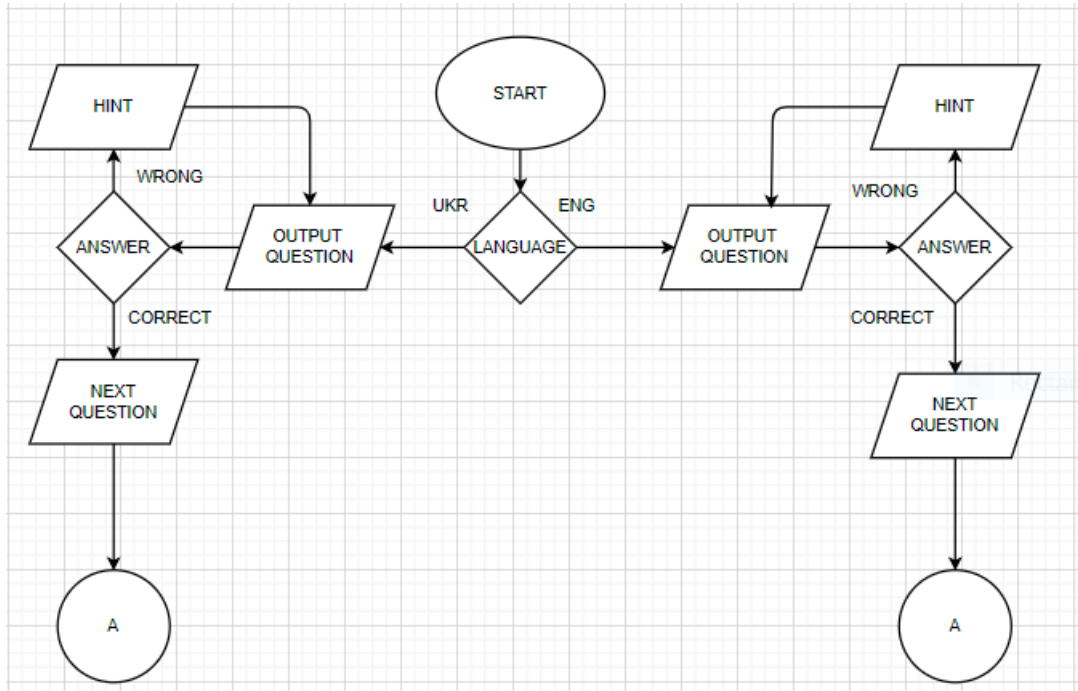 START
HINT
HINT
WRONG
WRONG
UKR
ENG
ANSWER
OUTPUT
QUESTION
LANGUAGE
OUTPUT
QUESTION
ANSWER
CORRECT
CORRECT
NEXT
QUESTION
NEXT
QUESTION
A
A